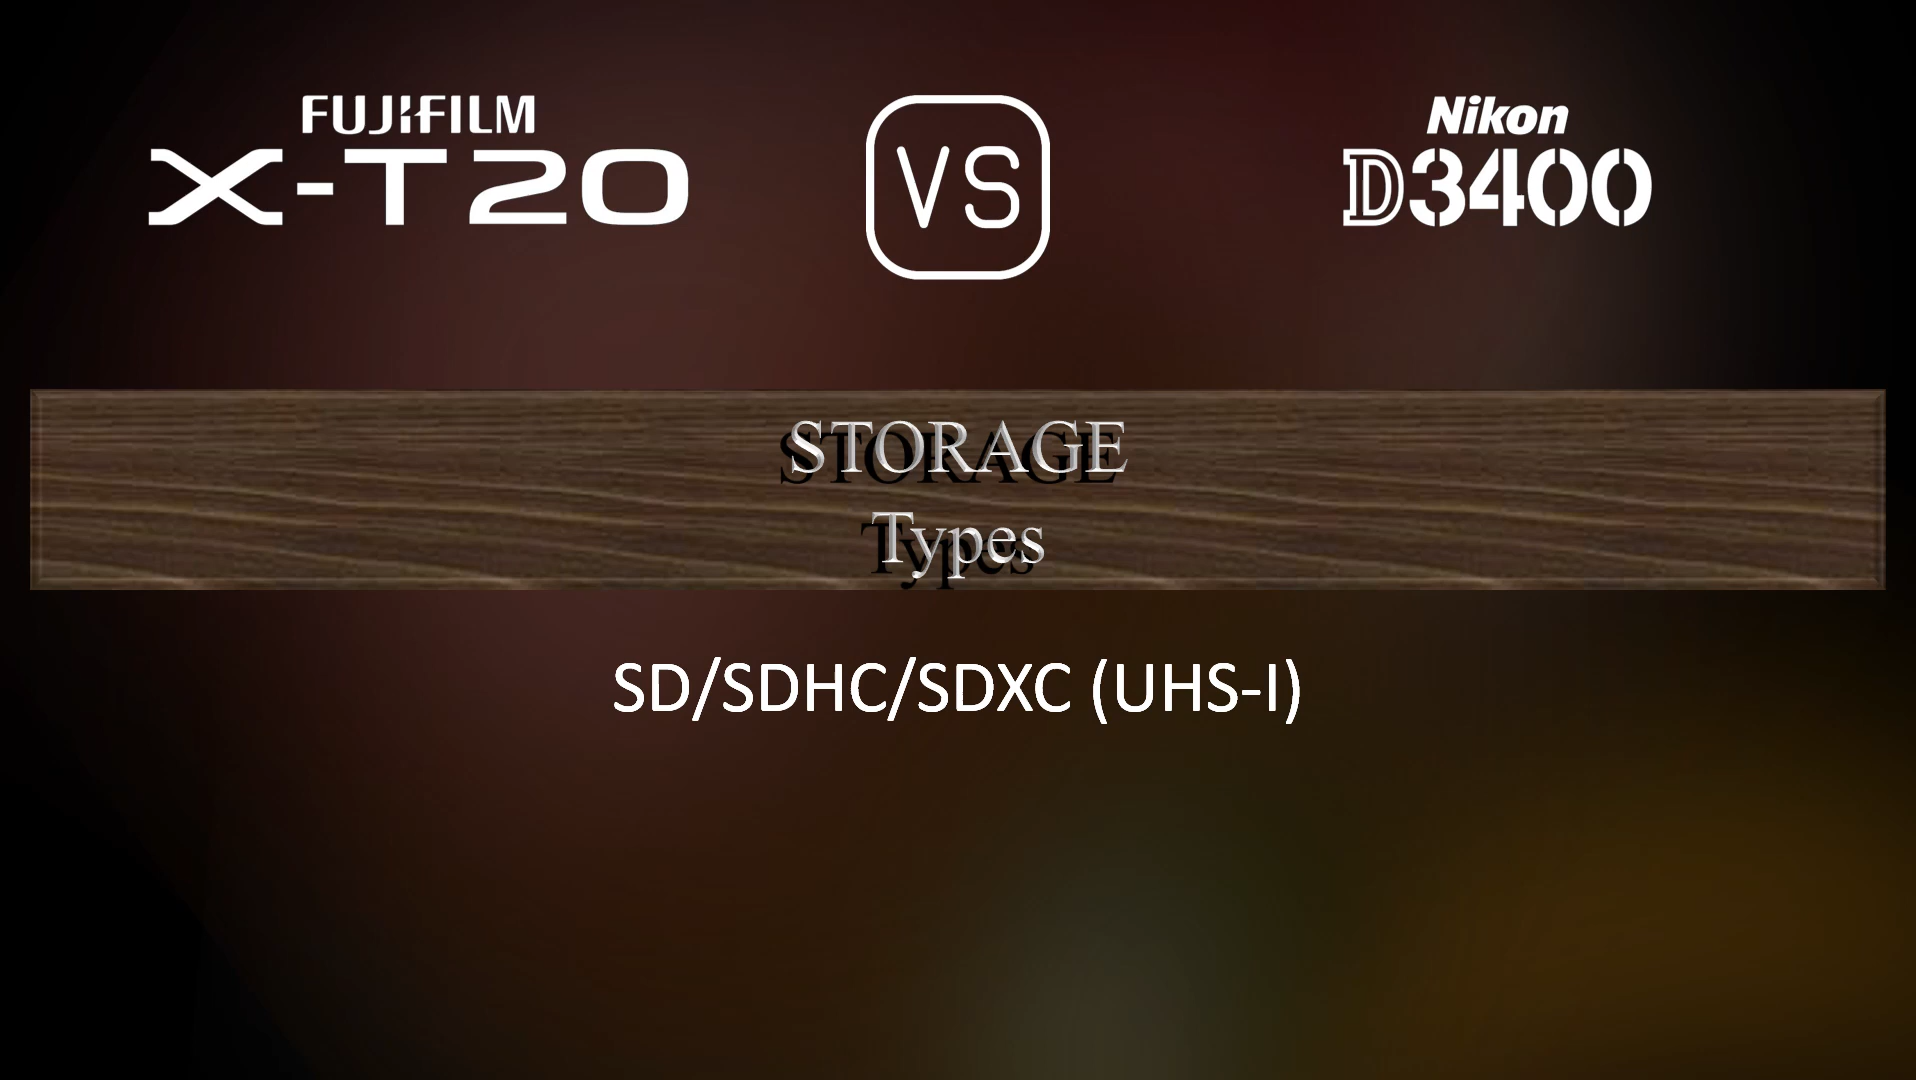 FUJIFILM
X-T20
VS
Nikon
D3400
STORAGE
Types
SD/SDHC/SDXC (UHS-I)